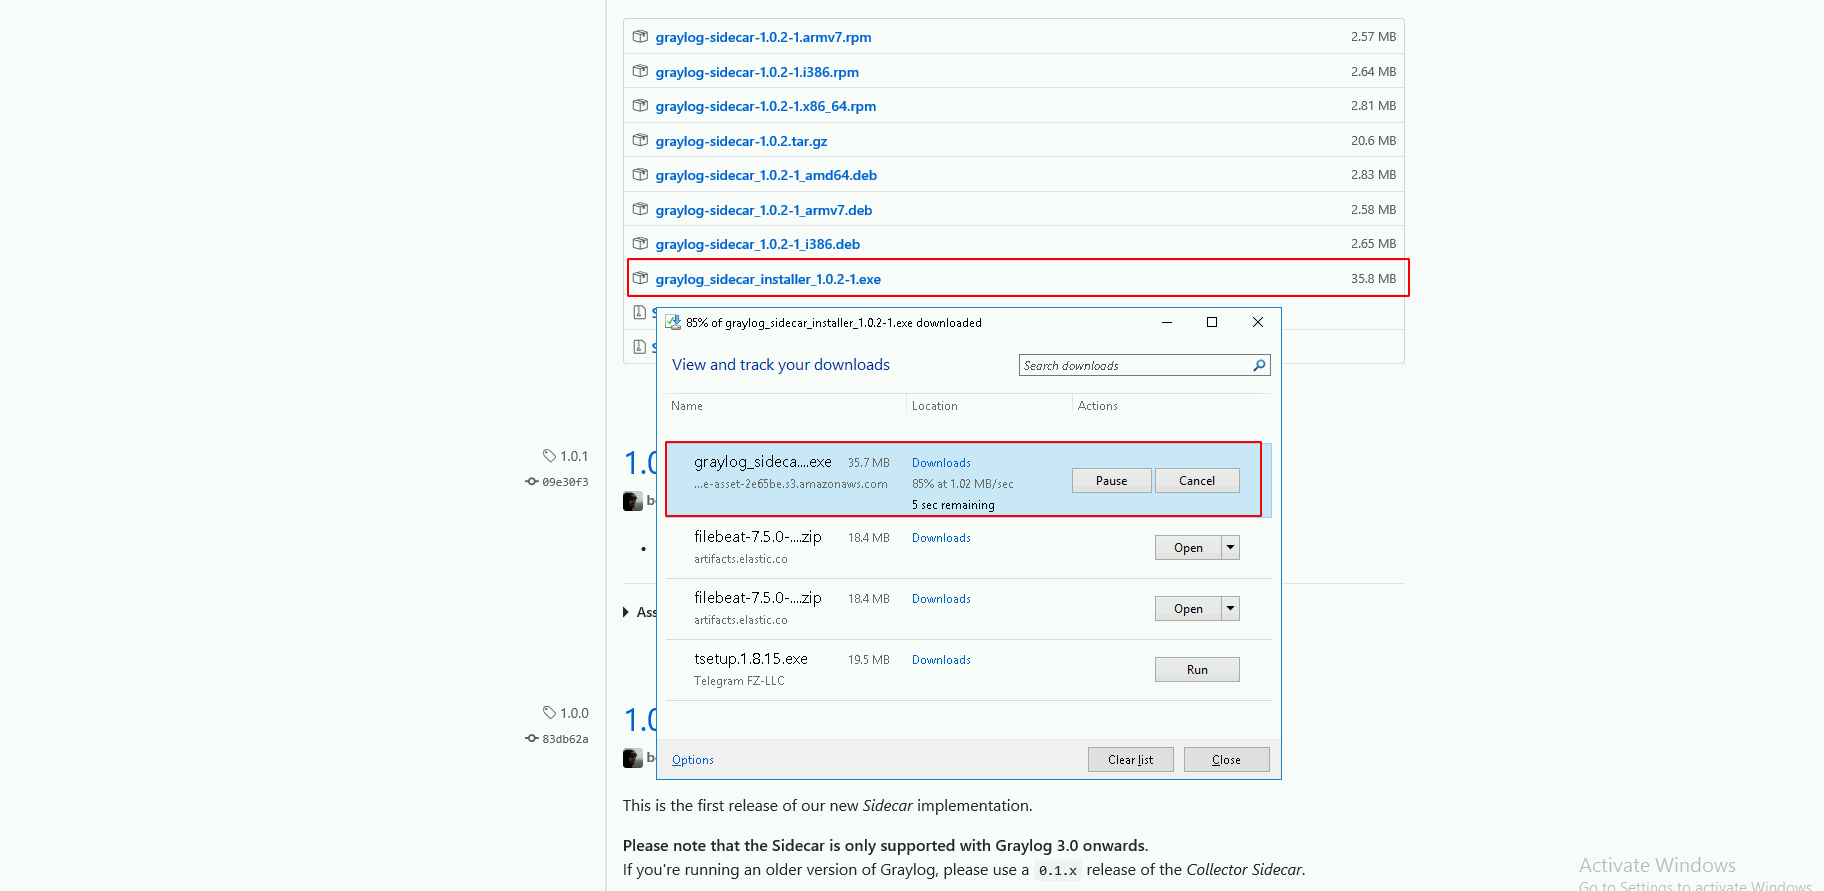 graylog-sidecar-1.0.2-1.armv7.rpm 2.57 MB
graylog-sidecar-1.0.2-1.i386.rpm 2.64 MB
graylog-sidecar-1.0.2-1.x86_64.rpm 2.81 MB
graylog-sidecar-1.0.2.tar.gz 20.6 MB
graylog-sidecar_1.0.2-1_amd64.deb 2.83 MB
graylog-sidecar_1.0.2-1_armv7.deb 2.58 MB
graylog-sidecar_1.0.2-1_i386.deb 2.65 MB
graylog_sidecar_installer_1.0.2-1.exe 35.8 MB
85% of graylog_sidecar_installer_1.0.2-1.exe downloaded
View and track your downloads
Search downloads
Name Location Actions
graylog_sideca....exe 35.7 MB Downloads
...e-asset-2e65be.s3.amazonaws.com 85% at 1.02 MB/sec
5 sec remaining
Pause Cancel
filebeat-7.5.0-....zip 18.4 MB Downloads
artifacts.elastic.co
Open
filebeat-7.5.0-....zip 18.4 MB Downloads
artifacts.elastic.co
Open
tsetup.1.8.15.exe 19.5 MB Downloads
Telegram FZ-LLC
Run
Options Clear list Close
1.0.1
09e30f3
1.0.0
83db62a
This is the first release of our new Sidecar implementation.
Please note that the Sidecar is only supported with Graylog 3.0 onwards.
If you're running an older version of Graylog, please use a 0.1.x release of the Collector Sidecar.
Activate Windows
Go to Settings to activate Windows.